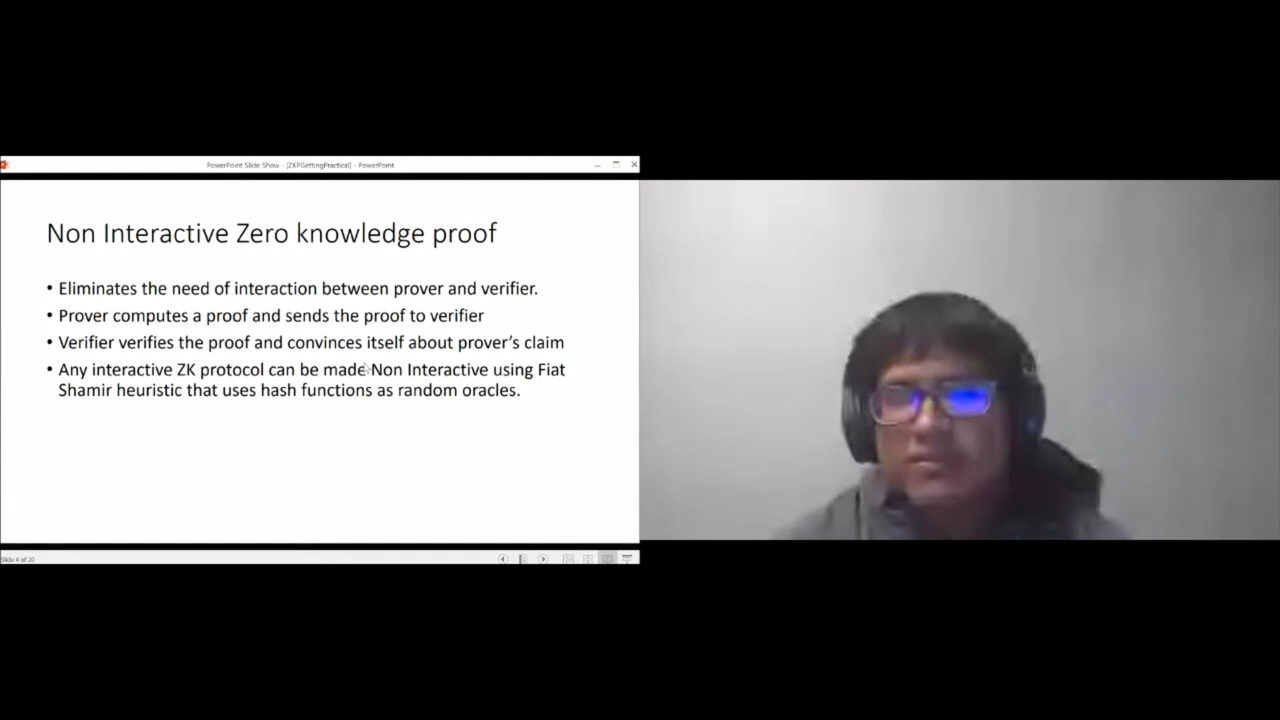 PowerPoint Slide Show - [ZKPGettingPractical] - PowerPoint
Non Interactive Zero knowledge proof
• Eliminates the need of interaction between prover and verifier.
• Prover computes a proof and sends the proof to verifier
• Verifier verifies the proof and convinces itself about prover's claim
• Any interactive ZK protocol can be made Non Interactive using Fiat
Shamir heuristic that uses hash functions as random oracles.
Slide 4 of 20